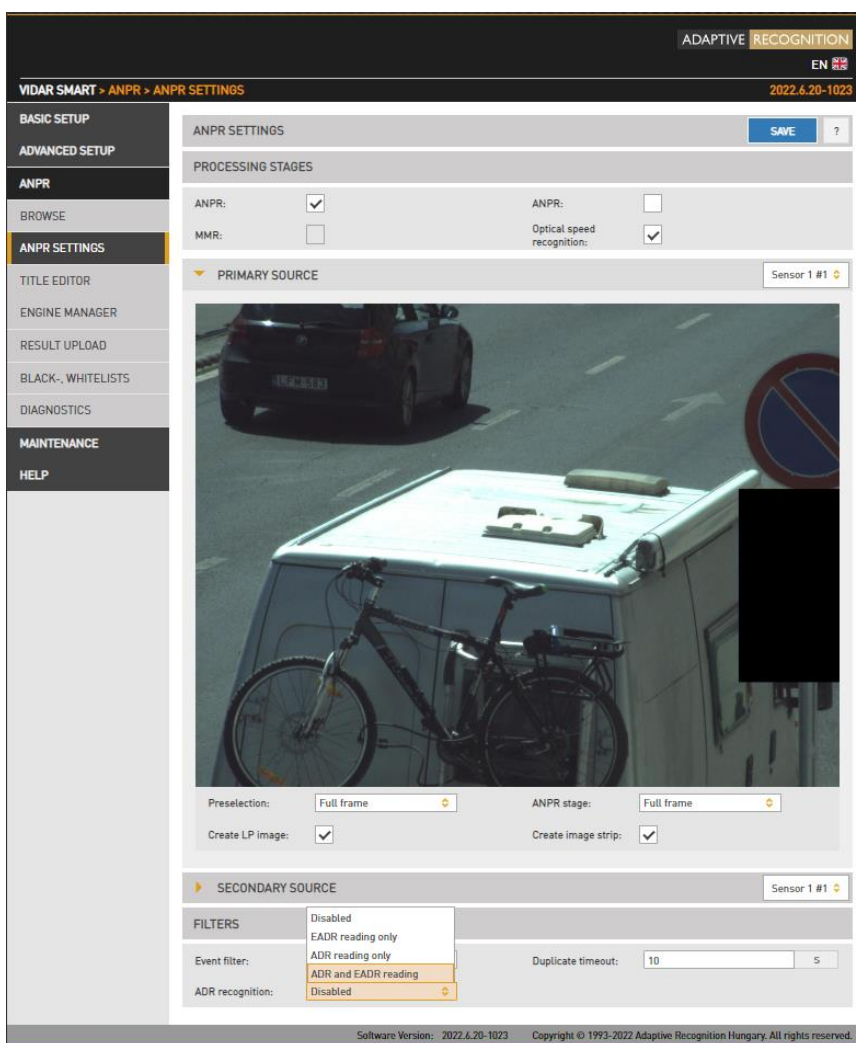 ADAPTIVE RECOGNITION
EN
VIDAR SMART > ANPR > ANPR SETTINGS 2022.6.20-1023
BASIC SETUP
ADVANCED SETUP
ANPR
BROWSE
ANPR SETTINGS
TITLE EDITOR
ENGINE MANAGER
RESULT UPLOAD
BLACK-, WHITELISTS
DIAGNOSTICS
MAINTENANCE
HELP
ANPR SETTINGS SAVE ?
PROCESSING STAGES
ANPR: ANPR:
MMR: Optical speed
recognition:
PRIMARY SOURCE Sensor 1 #1
LFM-583
Preselection: Full frame ANPR stage: Full frame
Create LP image: Create image strip:
SECONDARY SOURCE Sensor 1 #1
FILTERS
Disabled
EADR reading only
ADR reading only
ADR and EADR reading
Event filter: Duplicate timeout: 10 S
ADR recognition: Disabled
Software Version: 2022.6.20-1023 Copyright © 1993-2022 Adaptive Recognition Hungary. All rights reserved.